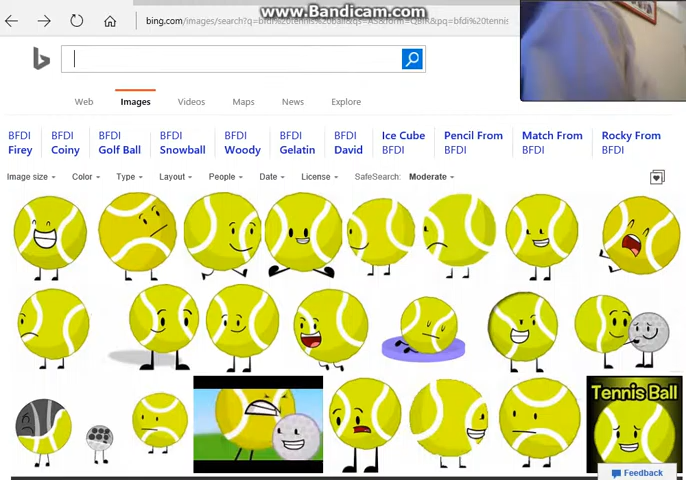 www.Bandicam.com
bing.com/images/search?q=bfdi%20tennis%20ball&qs=AS&form=QBIR&pq=bfdi%20tennis
Web Images Videos Maps News Explore
BFDI Firey
BFDI Coiny
BFDI Golf Ball
BFDI Snowball
BFDI Woody
BFDI Gelatin
BFDI David
Ice Cube BFDI
Pencil From BFDI
Match From BFDI
Rocky From BFDI
Image size Color Type Layout People Date License SafeSearch: Moderate
Tennis Ball
Feedback